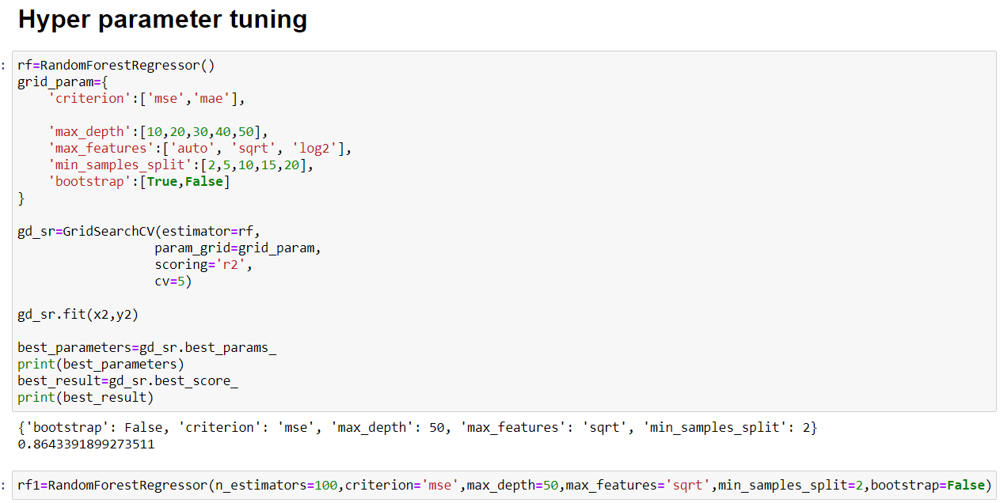 Hyper parameter tuning
: rf=RandomForestRegressor()
grid_param={
    'criterion':['mse','mae'],
    'max_depth':[10,20,30,40,50],
    'max_features':['auto', 'sqrt', 'log2'],
    'min_samples_split':[2,5,10,15,20],
    'bootstrap':[True,False]
}
gd_sr=GridSearchCV(estimator=rf,
                  param_grid=grid_param,
                  scoring='r2',
                  cv=5)
gd_sr.fit(x2,y2)
best_parameters=gd_sr.best_params_
print(best_parameters)
best_result=gd_sr.best_score_
print(best_result)
{'bootstrap': False, 'criterion': 'mse', 'max_depth': 50, 'max_features': 'sqrt', 'min_samples_split': 2}
0.8643391899273511
: rf1=RandomForestRegressor(n_estimators=100,criterion='mse',max_depth=50,max_features='sqrt',min_samples_split=2,bootstrap=False)